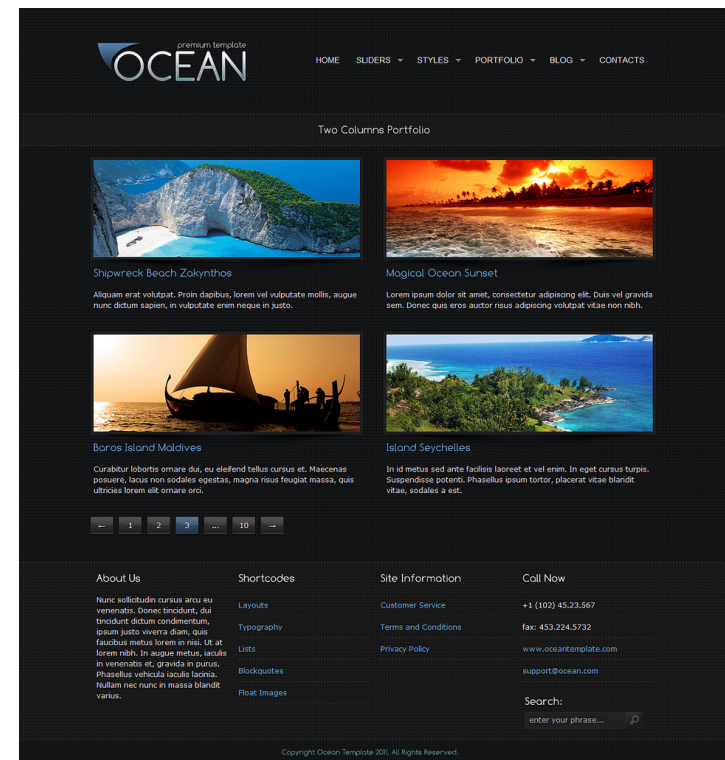 premium template
OCEAN
HOME SLIDERS STYLES PORTFOLIO BLOG CONTACTS
Two Columns Portfolio
Shipwreck Beach Zakynthos
Aliquam erat volutpat. Proin dapibus, lorem vel vulputate mollis, augue
nunc dictum sapien, in vulputate enim neque in justo.
Magical Ocean Sunset
Lorem ipsum dolor sit amet, consectetur adipiscing elit. Duis vel gravida
sem. Donec quis eros auctor risus adipiscing volutpat vitae non nibh.
Baros Island Maldives
Curabitur lobortis ornare dui, eu eleifend tellus cursus et. Maecenas
posuere, lacus non sodales egestas, magna risus feugiat massa, quis
ultricies lorem elit ornare orci.
Island Seychelles
In id metus sed ante facilisis laoreet et vel enim. In eget cursus turpis.
Suspendisse potenti. Phasellus ipsum tortor, placerat vitae blandit
vitae, sodales a est.
← 1 2 3 ... 10 →
About Us
Nunc sollicitudin cursus arcu eu
venenatis. Donec tincidunt, dui
tincidunt dictum condimentum,
ipsum justo viverra diam, quis
faucibus metus lorem in nisi. Ut at
lorem nibh. In augue metus, iaculis
in venenatis et, gravida in purus.
Phasellus vehicula iaculis lacinia.
Nullam nec nunc in massa blandit
varius.
Shortcodes
Layouts
Typography
Lists
Blockquotes
Float Images
Site Information
Customer Service
Terms and Conditions
Privacy Policy
Call Now
+1 (102) 45.23.567
fax: 453.224.5732
www.oceantemplate.com
support@ocean.com
Search:
enter your phrase...
Copyright Ocean Template 2011. All Rights Reserved.